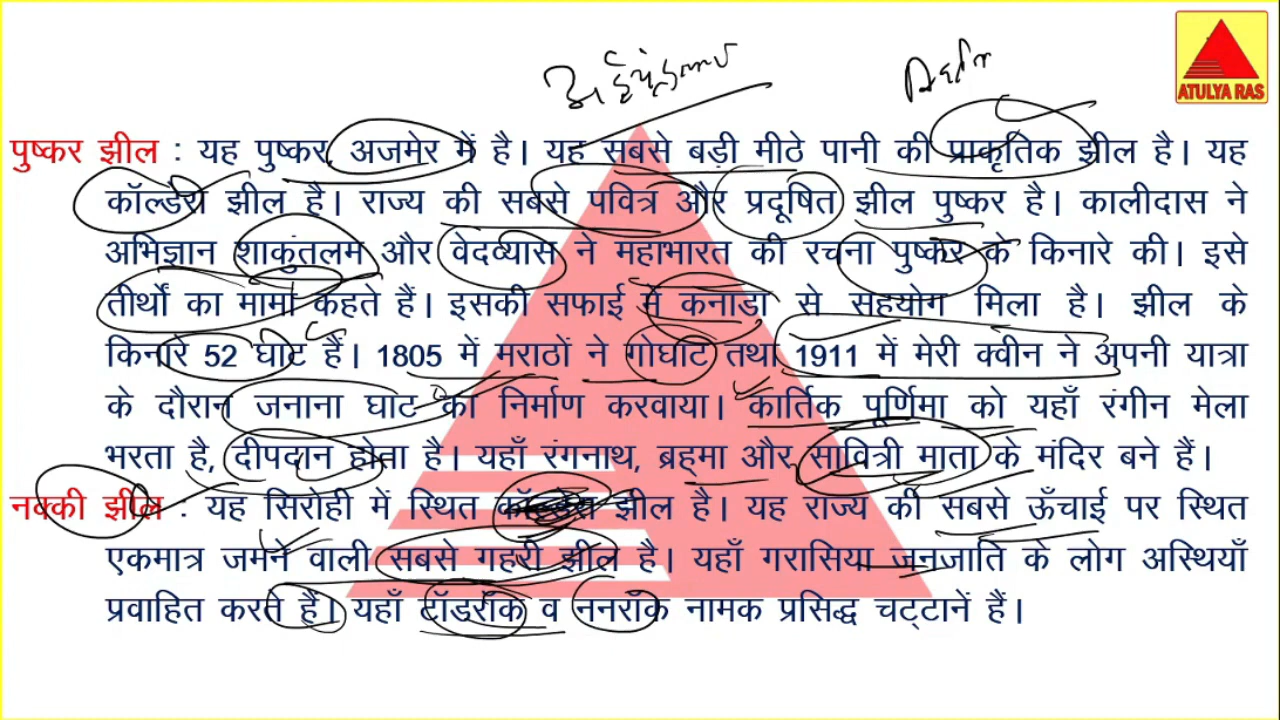 ATULYA RAS
पुष्कर झील : यह पुष्कर, अजमेर में है। यह सबसे बड़ी मीठे पानी की प्राकृतिक झील है। यह
कॉल्डेरा झील है। राज्य की सबसे पवित्र और प्रदूषित झील पुष्कर है। कालीदास ने
अभिज्ञान शाकुंतलम और वेदव्यास ने महाभारत की रचना पुष्कर के किनारे की। इसे
तीर्थों का मामा कहते हैं। इसकी सफाई में कनाडा से सहयोग मिला है। झील के
किनारे 52 घाट हैं। 1805 में मराठों ने गोघाट तथा 1911 में मेरी क्वीन ने अपनी यात्रा
के दौरान जनाना घाट का निर्माण करवाया। कार्तिक पूर्णिमा को यहाँ रंगीन मेला
भरता है, दीपदान होता है। यहाँ रंगनाथ, ब्रह्मा और सावित्री माता के मंदिर बने हैं।
नक्की झील : यह सिरोही में स्थित झील है। यह राज्य की सबसे ऊँचाई पर स्थित
एकमात्र जमने वाली सबसे गहरी झील है। यहाँ गरासिया जनजाति के लोग अस्थियाँ
प्रवाहित करते हैं। यहाँ टॉडरॉक व ननरॉक नामक प्रसिद्ध चट्टानें हैं।